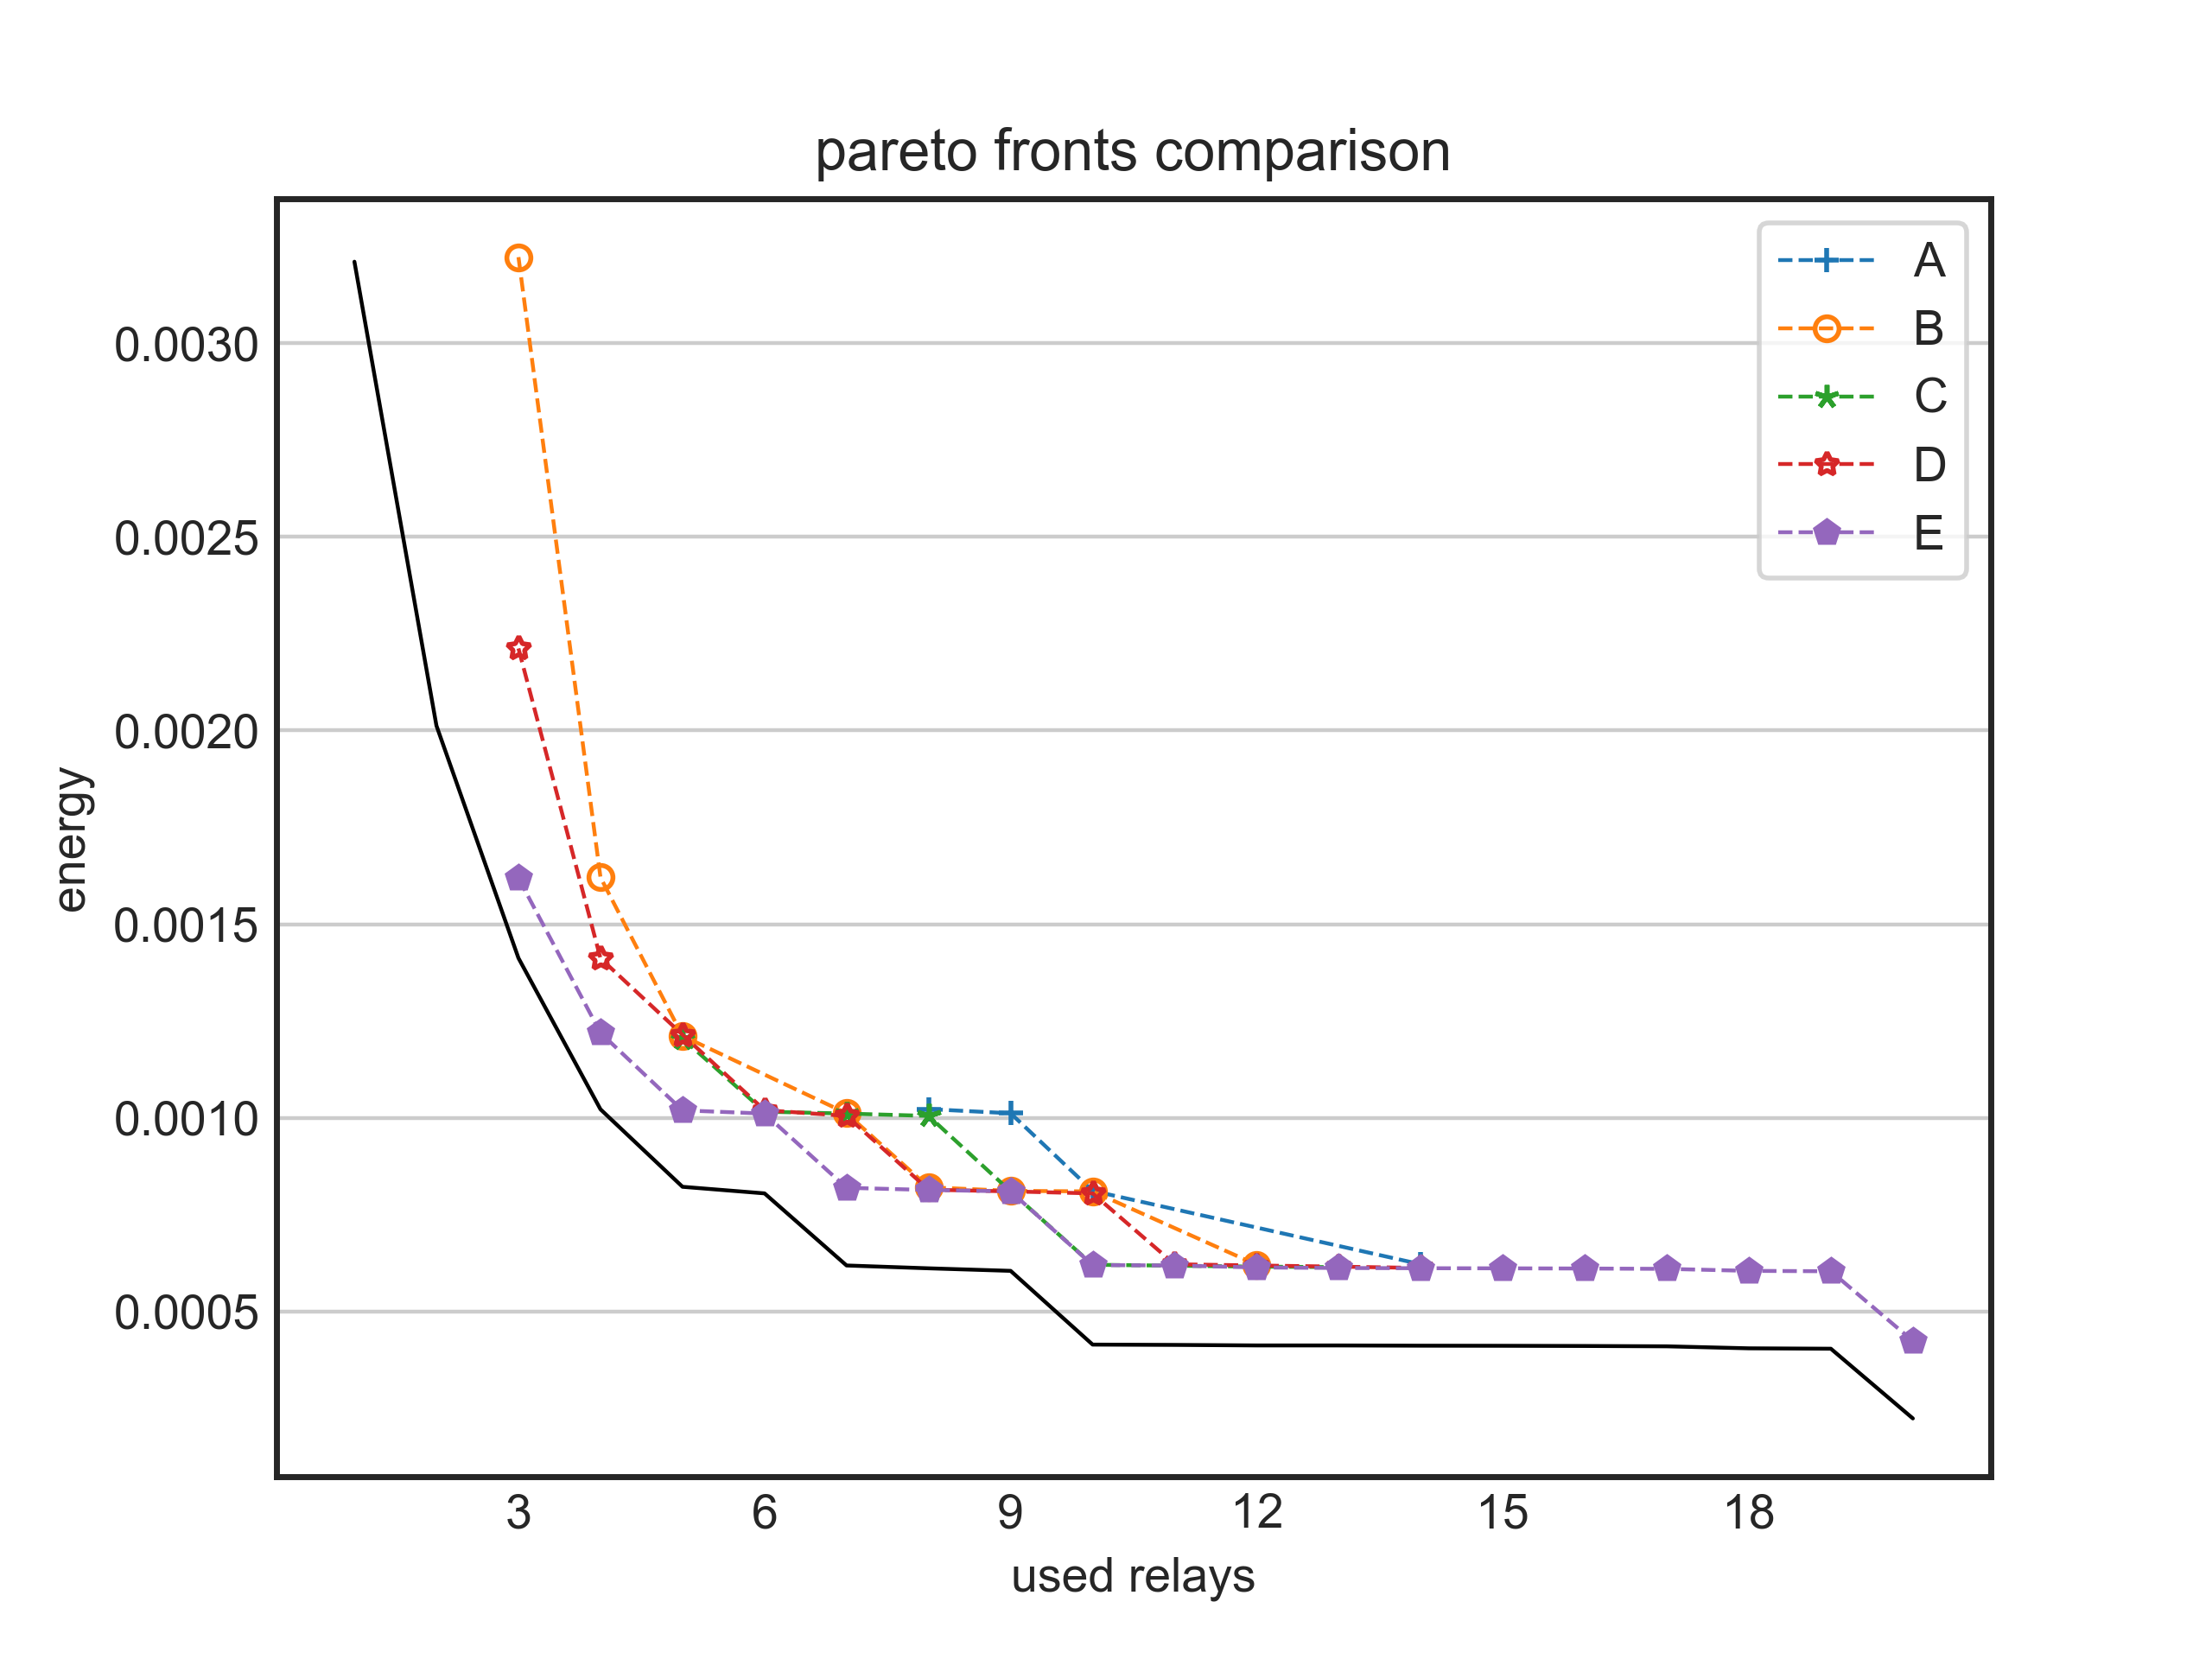 pareto fronts comparison
A
B
C
D
E
0.0030
0.0025
0.0020
0.0015
0.0010
0.0005
energy
3 6 9 12 15 18
used relays